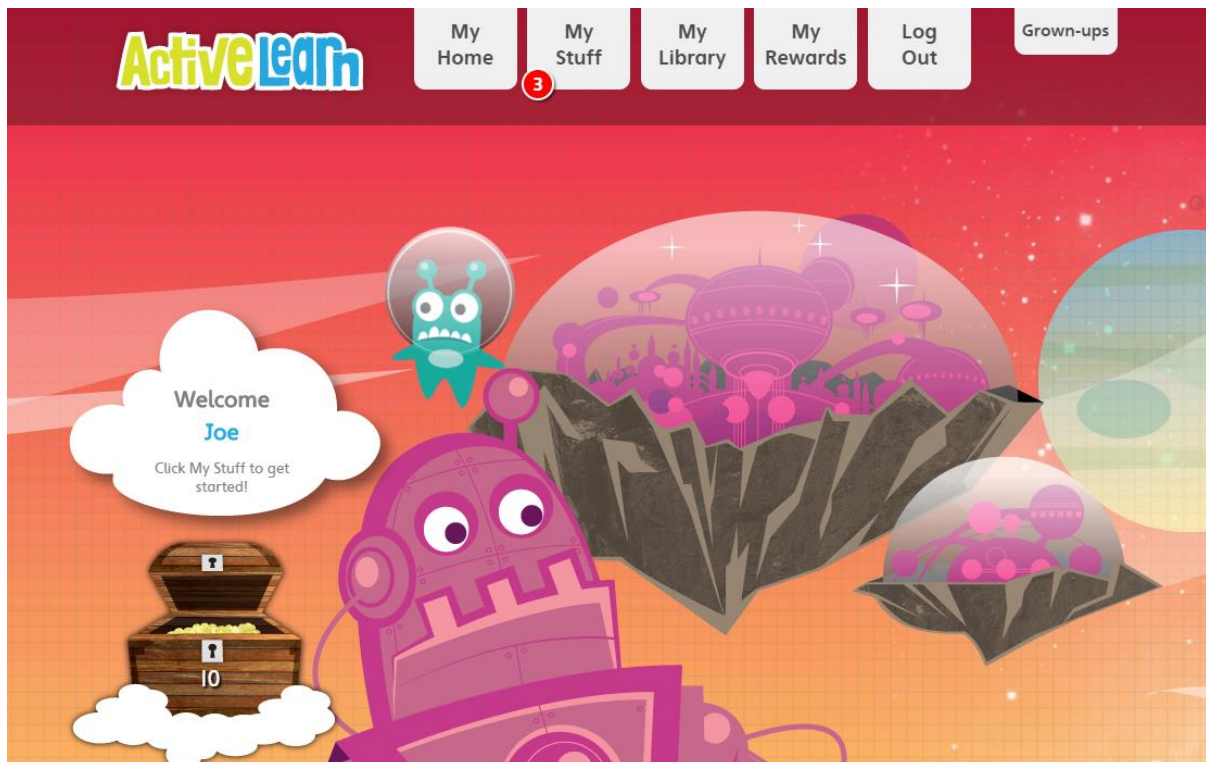 ActiveLearn
My
Home
My
Stuff
3
My
Library
My
Rewards
Log
Out
Grown-ups
Welcome
Joe
Click My Stuff to get
started!
10